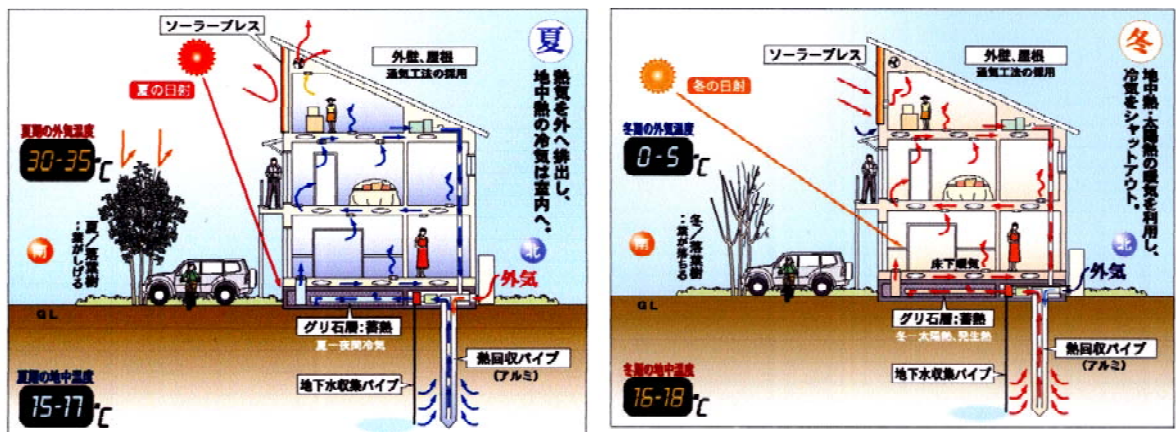 夏
熱気を外へ排出し、
地中熱の冷気は室内へ。
ソーラーブレス
外壁、屋根
通気工法の採用
夏の日射
夏期の外気温度
30-35℃
夏/落葉樹
:葉がしげる
南
北
外気
GL
グリ石層:蓄熱
夏一夜間冷気
熱回収パイプ
(アルミ)
地下水収集パイプ
夏期の地中温度
15-17℃
冬
地中熱・太陽熱の暖気を利用し、
冷気をシャットアウト。
ソーラーブレス
外壁、屋根
通気工法の採用
冬の日射
冬期の外気温度
0-5℃
冬/落葉樹
:葉が落ちる
南
北
床下暖気
外気
GL
グリ石層:蓄熱
冬一太陽熱、発生熱
熱回収パイプ
(アルミ)
地下水収集パイプ
冬期の地中温度
16-18℃